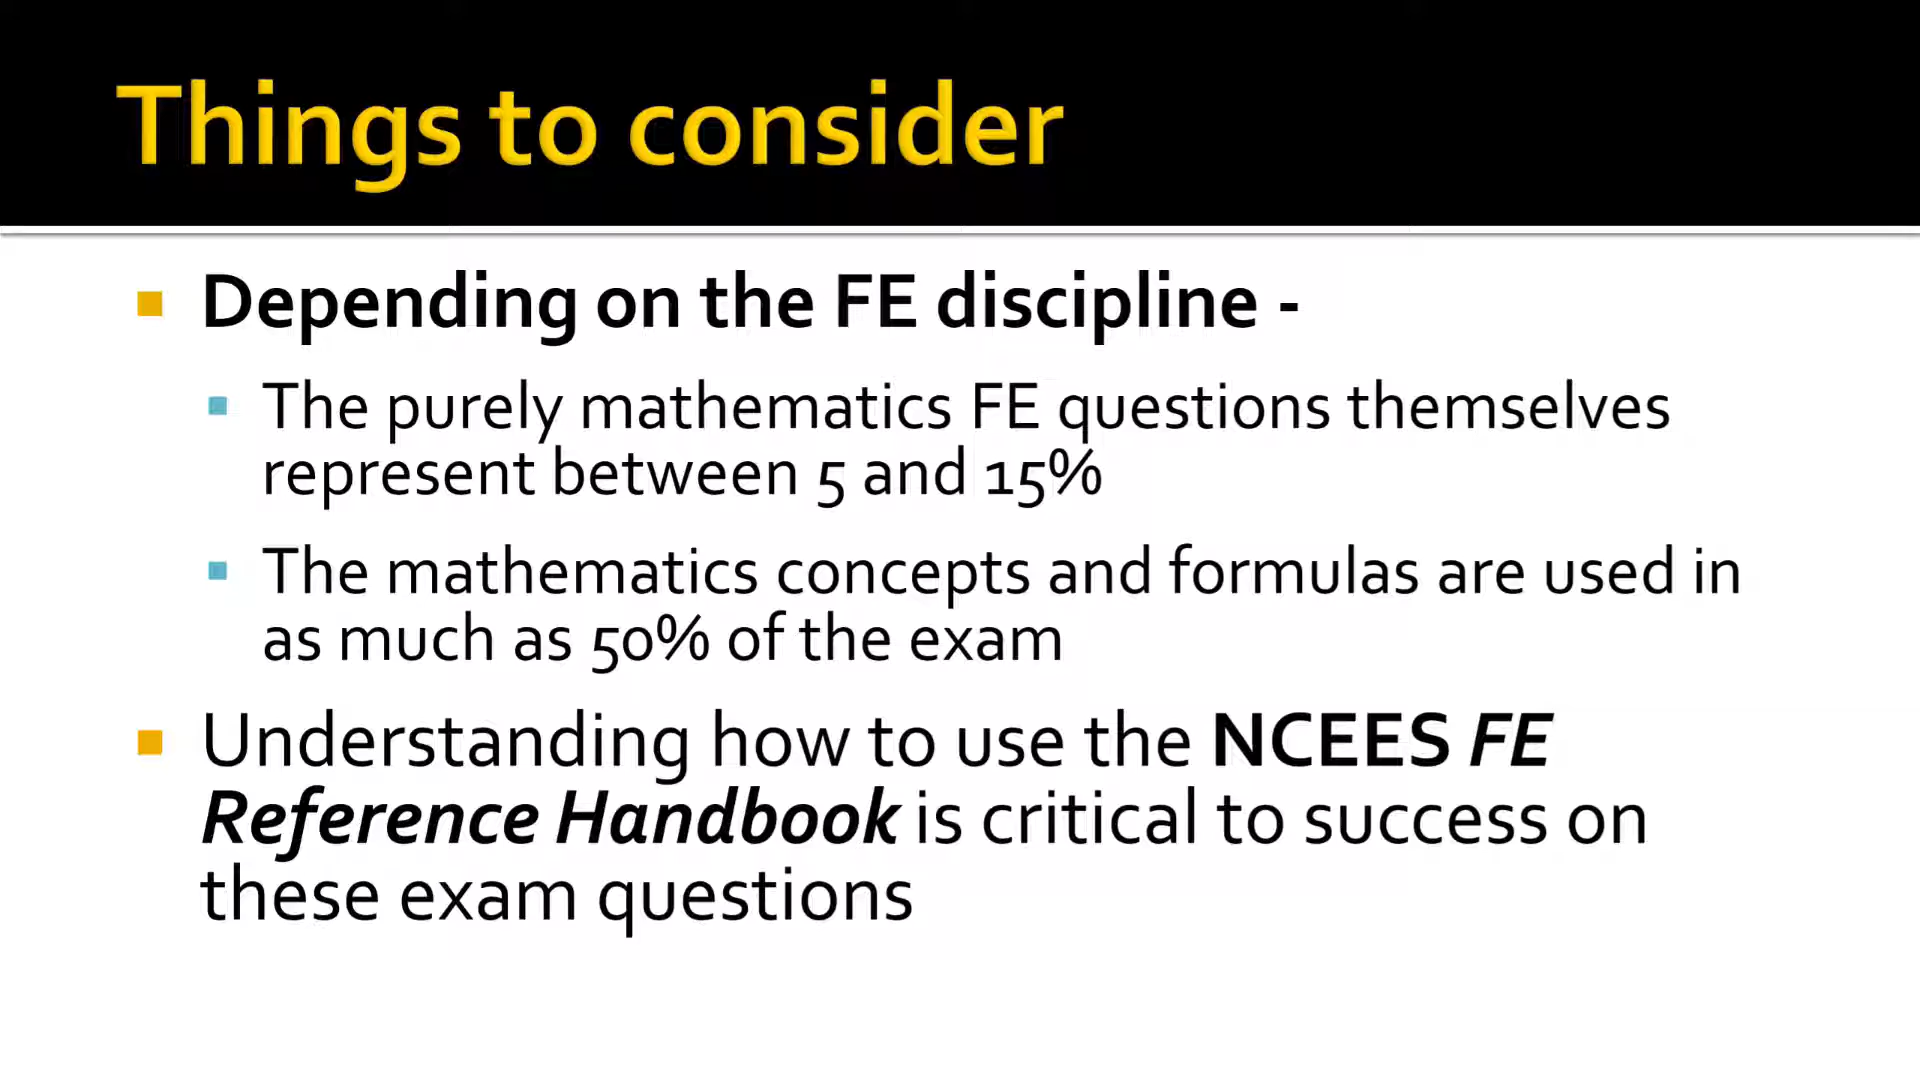 Things to consider
Depending on the FE discipline -
The purely mathematics FE questions themselves
represent between 5 and 15%
The mathematics concepts and formulas are used in
as much as 50% of the exam
Understanding how to use the NCEES FE
Reference Handbook is critical to success on
these exam questions